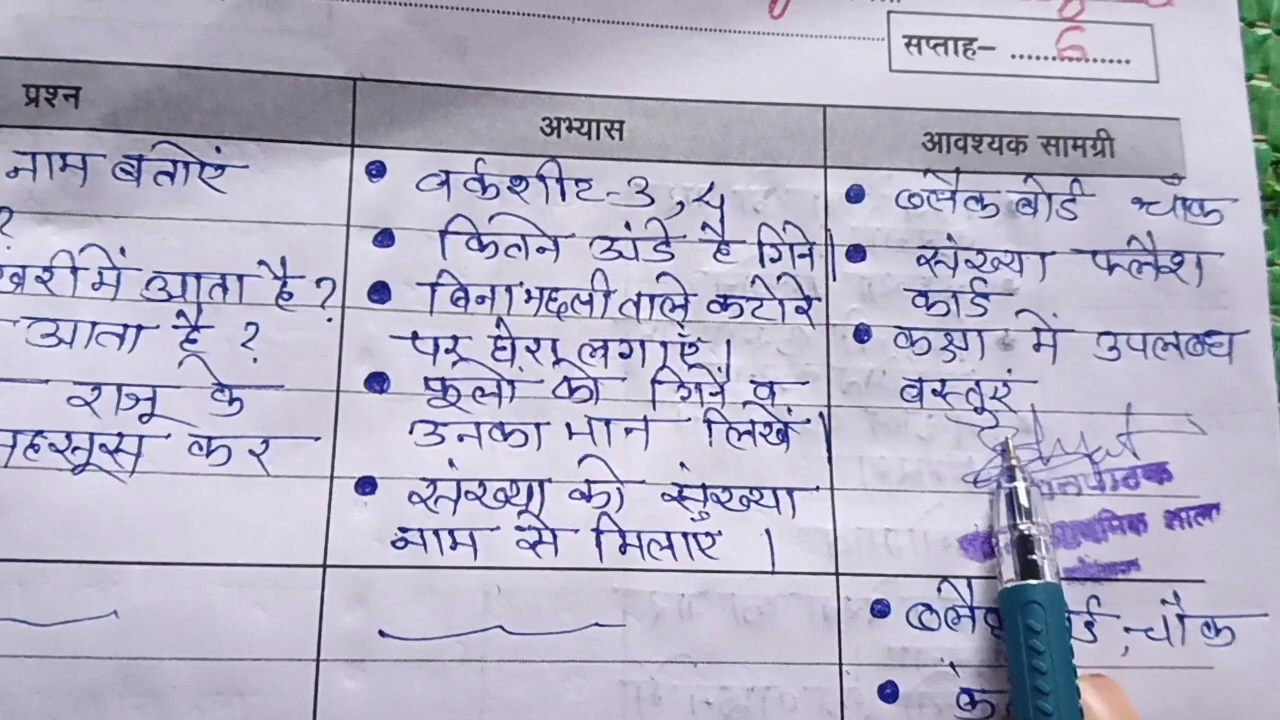 सप्ताह- 6
प्रश्न
अभ्यास
आवश्यक सामग्री
नाम बताएं
?
में आता है ?
आता है ?
राजू के
महसूस कर
• वर्कशीट-3,4
• कितने अंडे है गिने।
• बिना मछली वाले कटोरे
पर घेरा लगाएं।
• फूलों को गिनें व
उनका मान लिखें।
• संख्या को संख्या
नाम से मिलाएं ।
• ब्लैक बोर्ड चॉक
• संख्या फ्लैश
कार्ड
• कक्षा में उपलब्ध
वस्तुएं
शाला
• चॉक